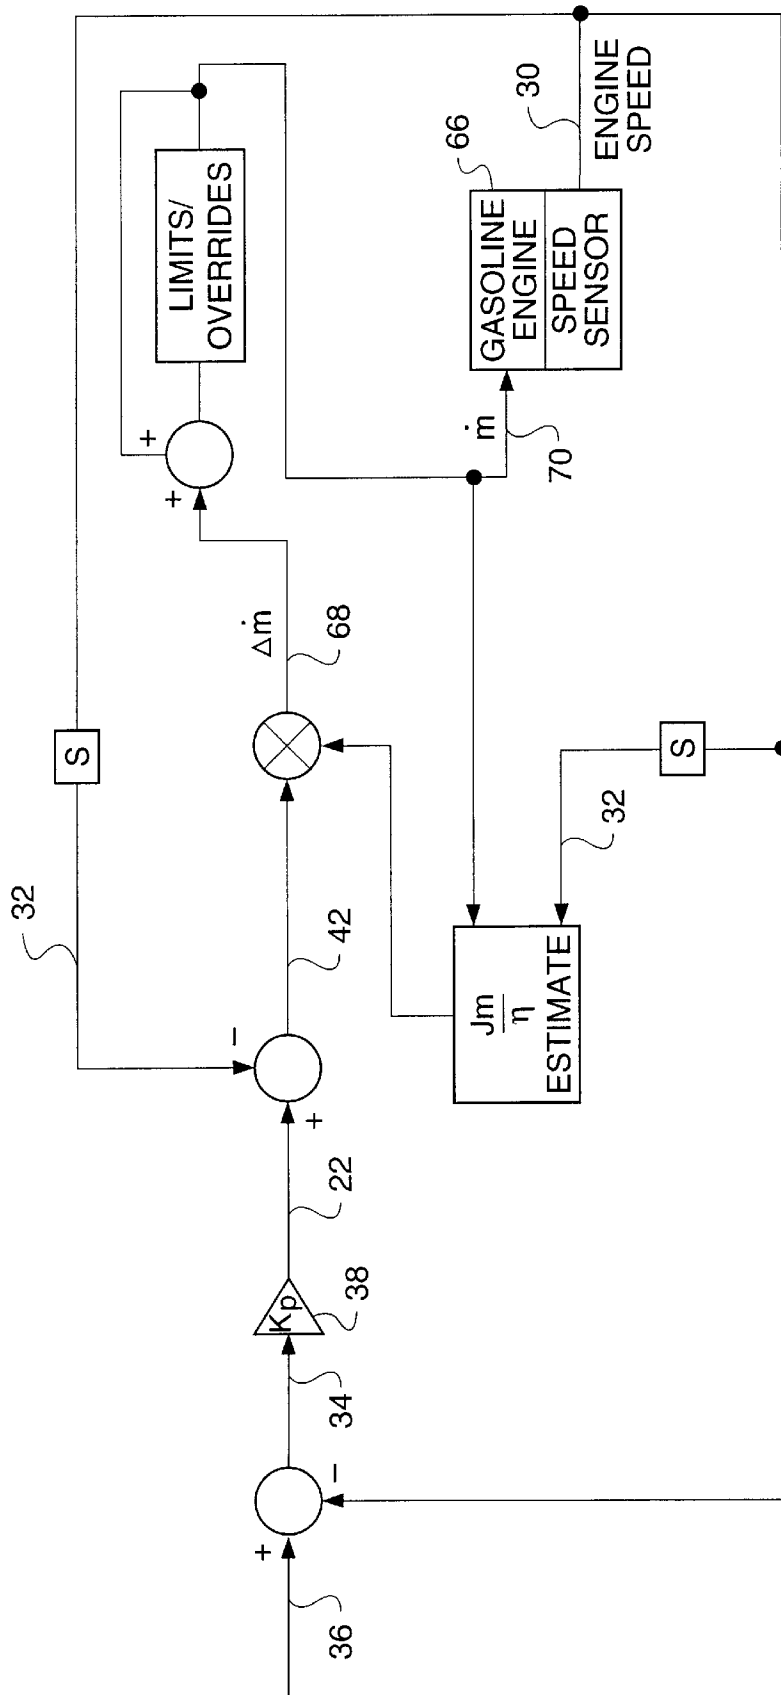 36
+
−
34
Kp
38
22
+
−
32
42
S
Δṁ
68
+
+
LIMITS/
OVERRIDES
Jm
η
ESTIMATE
32
S
ṁ
70
GASOLINE
ENGINE
SPEED
SENSOR
66
30
ENGINE
SPEED